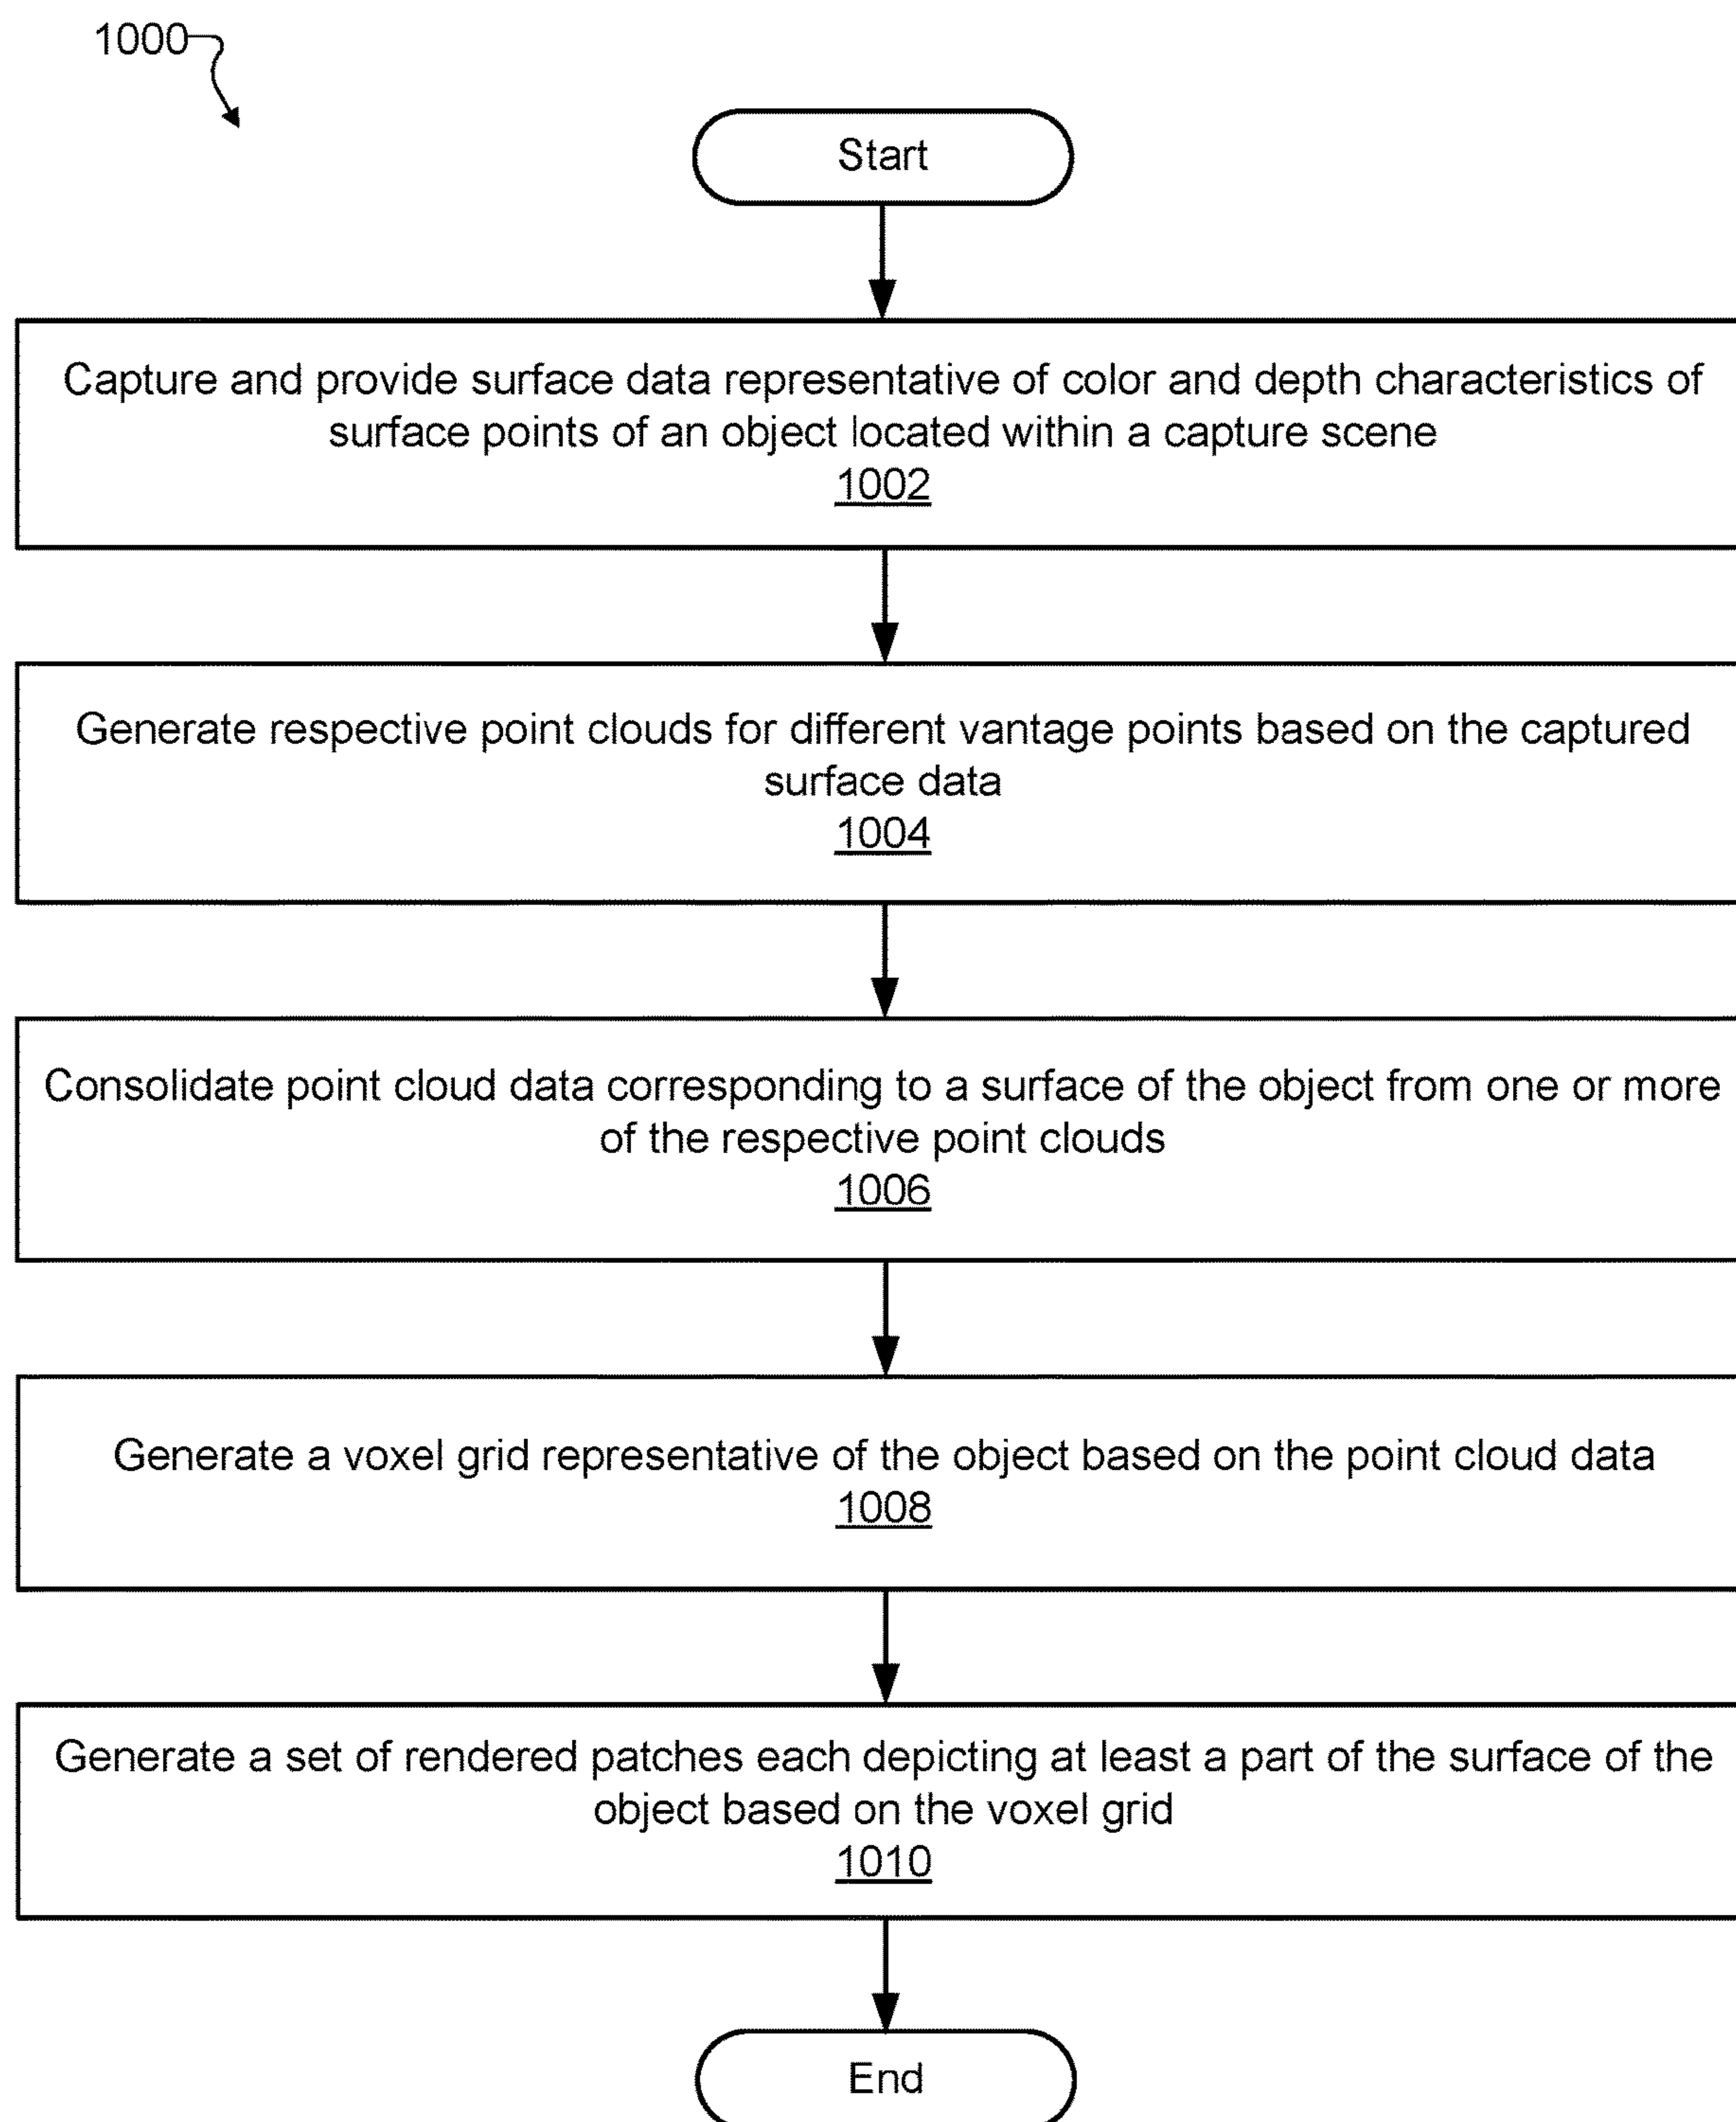 1000
Start
Capture and provide surface data representative of color and depth characteristics of
surface points of an object located within a capture scene
1002
Generate respective point clouds for different vantage points based on the captured
surface data
1004
Consolidate point cloud data corresponding to a surface of the object from one or more
of the respective point clouds
1006
Generate a voxel grid representative of the object based on the point cloud data
1008
Generate a set of rendered patches each depicting at least a part of the surface of the
object based on the voxel grid
1010
End